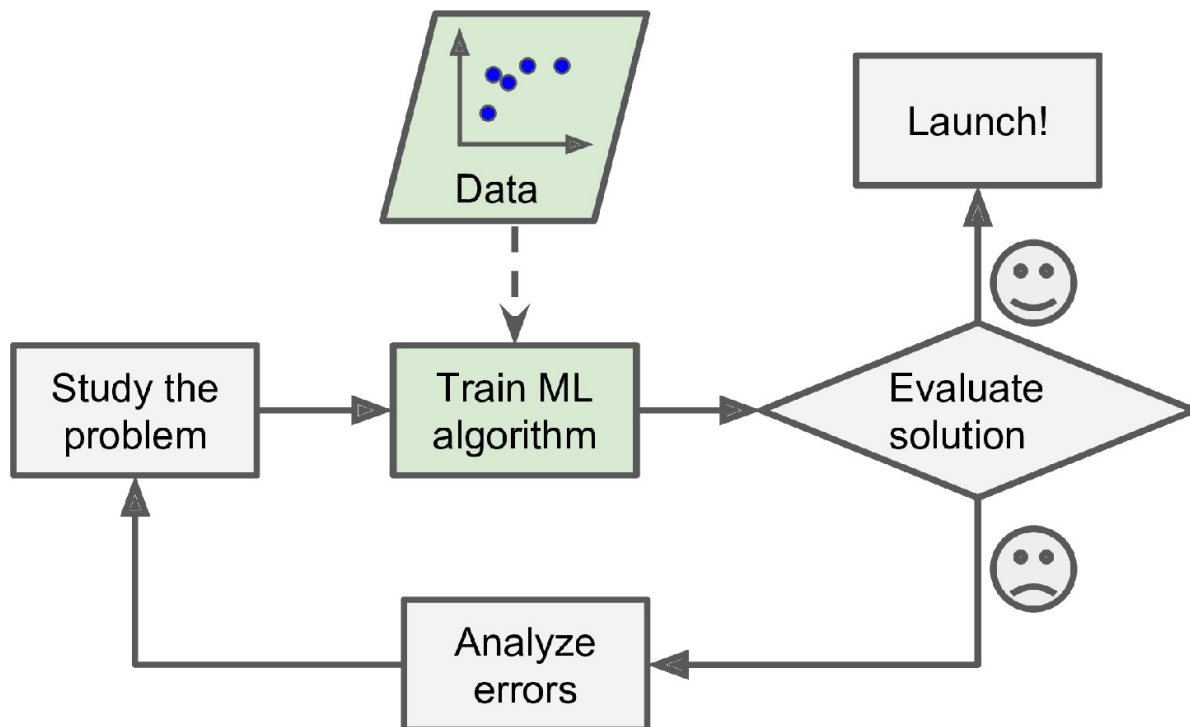 Data
Launch!
Study the
problem
Train ML
algorithm
Evaluate
solution
Analyze
errors